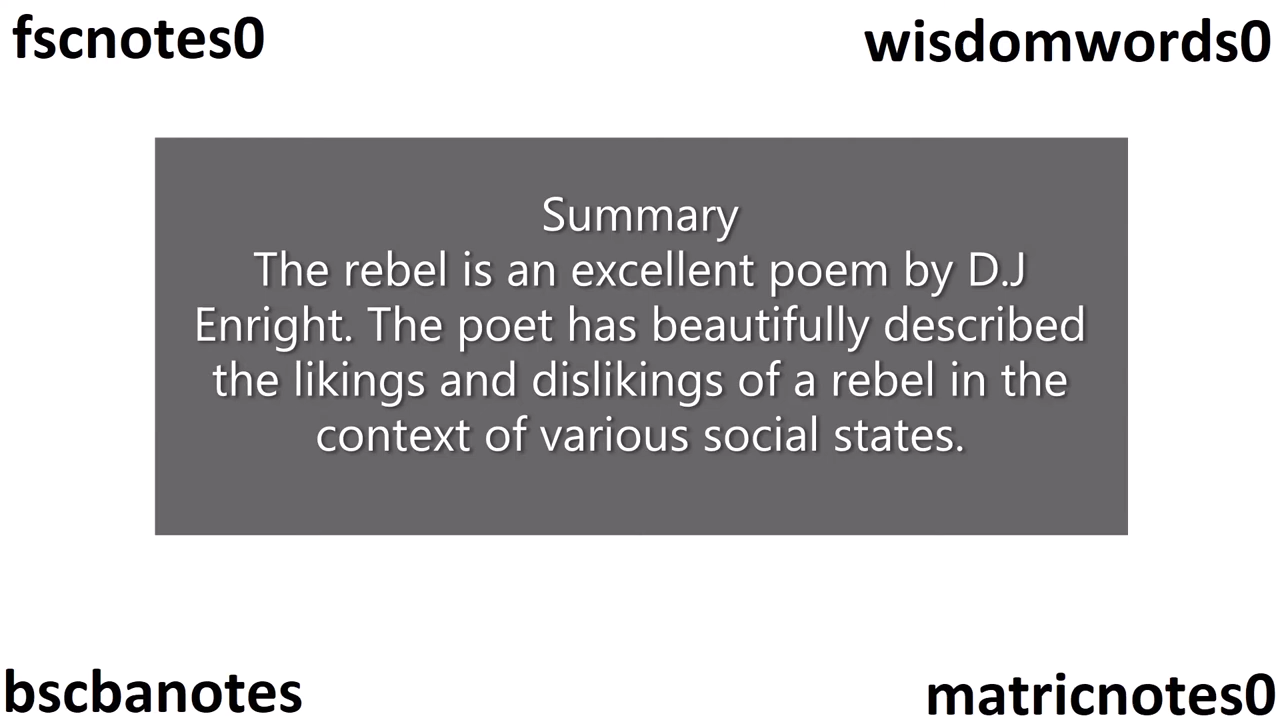 fscnotes0
wisdomwords0
Summary
The rebel is an excellent poem by D.J
Enright. The poet has beautifully described
the likings and dislikings of a rebel in the
context of various social states.
bscbanotes
matricnotes0